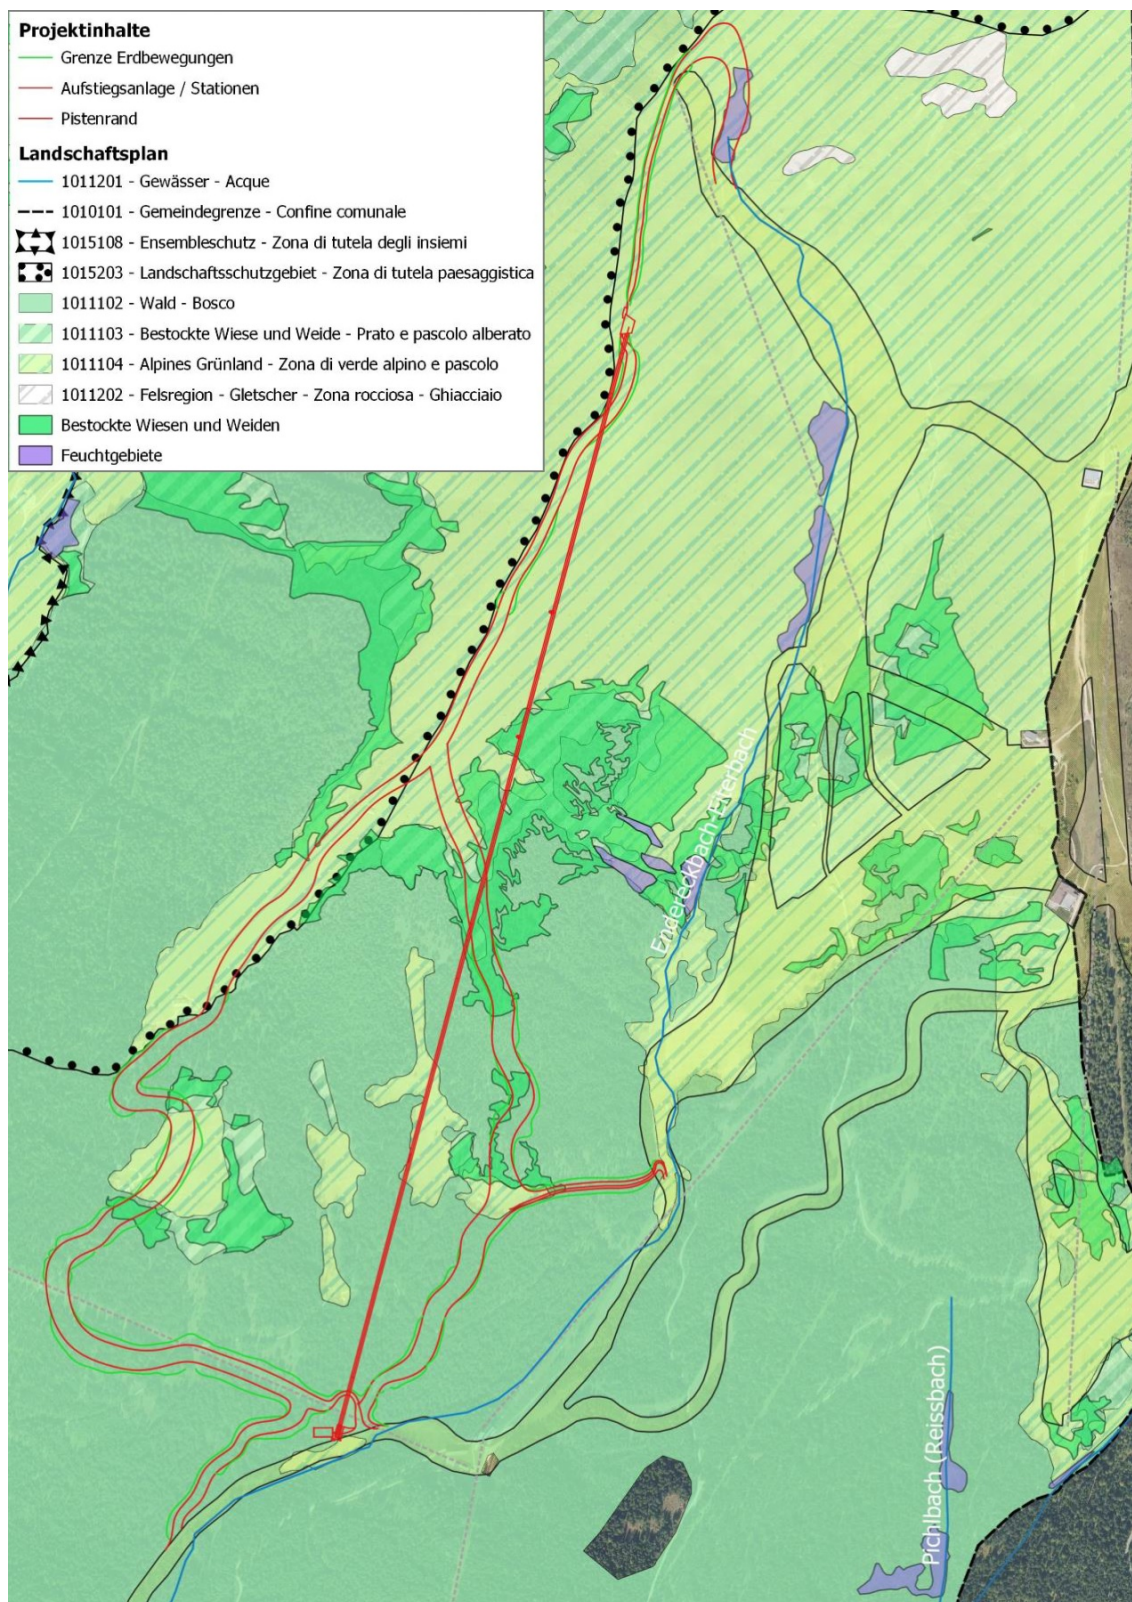 Projektinhalte
Grenze Erdbewegungen
Aufstiegsanlage / Stationen
Pistenrand
Landschaftsplan
1011201 - Gewässer - Acque
1010101 - Gemeindegrenze - Confine comunale
1015108 - Ensembleschutz - Zona di tutela degli insiemi
1015203 - Landschaftsschutzgebiet - Zona di tutela paesaggistica
1011102 - Wald - Bosco
1011103 - Bestockte Wiese und Weide - Prato e pascolo alberato
1011104 - Alpines Grünland - Zona di verde alpino e pascolo
1011202 - Felsregion - Gletscher - Zona rocciosa - Ghiacciaio
Bestockte Wiesen und Weiden
Feuchtgebiete
Endereckbach-Eiterbach
Pichlbach (Reissbach)